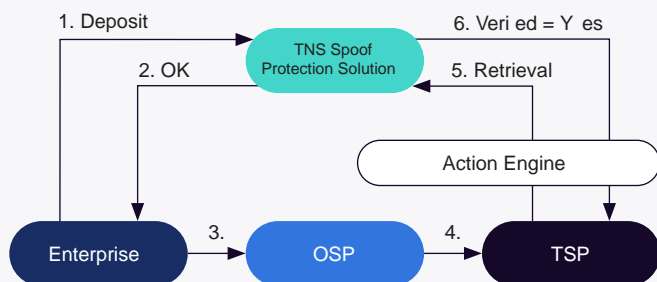 1. Deposit
6. Veri ed = Y es
TNS Spoof
Protection Solution
2. OK
5. Retrieval
Action Engine
Enterprise
3.
OSP
4.
TSP